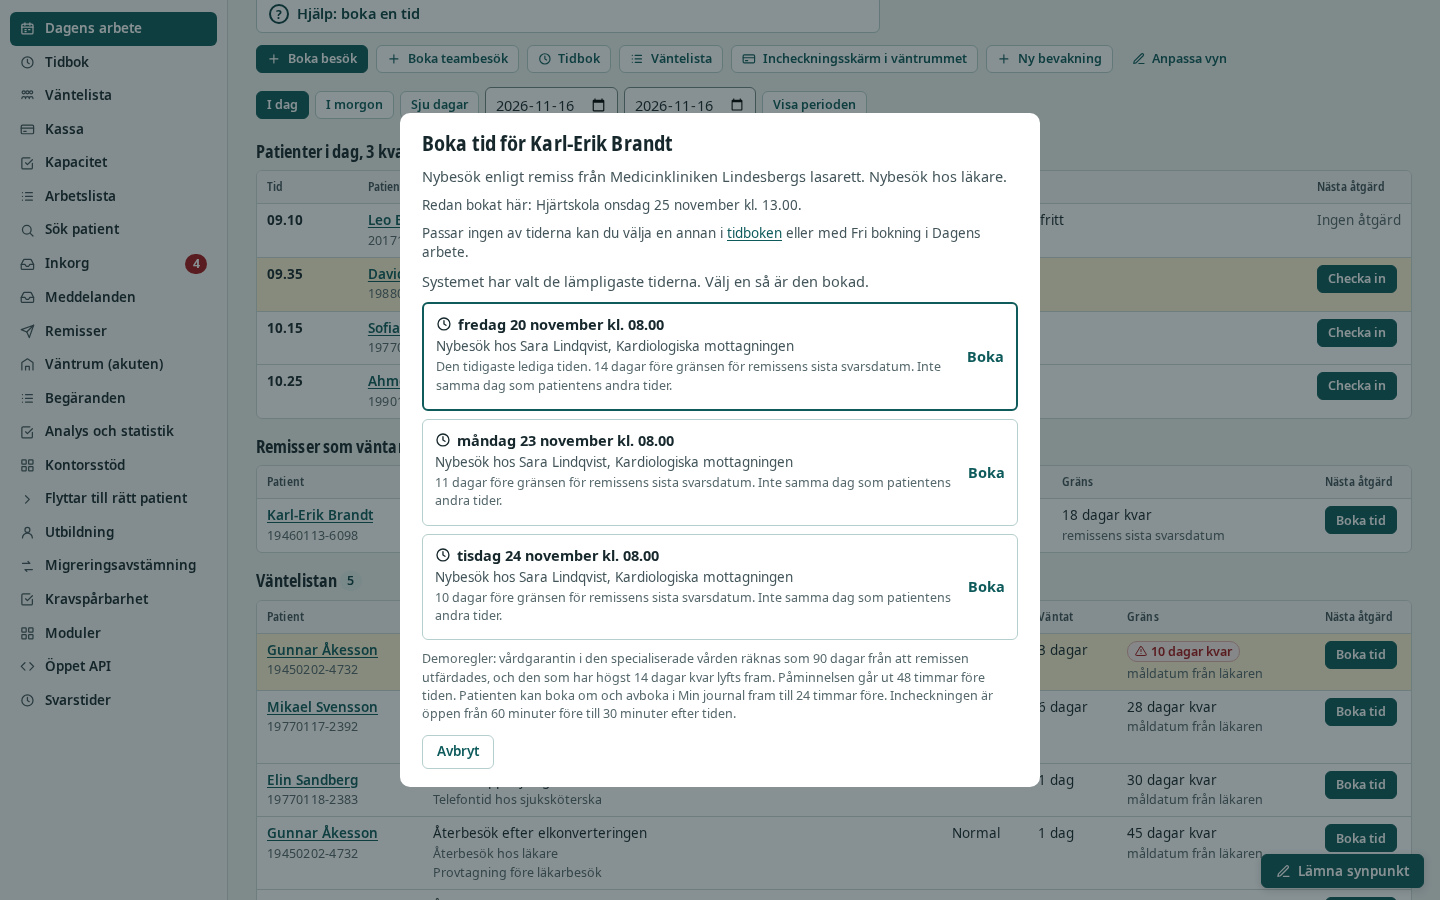 Dagens arbete
Tidbok
Väntelista
Kassa
Kapacitet
Arbetslista
Sök patient
Inkorg 4
Meddelanden
Remisser
Väntrum (akuten)
Begäranden
Analys och statistik
Kontorsstöd
Flyttar till rätt patient
Utbildning
Migreringsavstämning
Kravspårbarhet
Moduler
Öppet API
Svarstider
? Hjälp: boka en tid
Boka besök Boka teambesök Tidbok Väntelista Incheckningsskärm i väntrummet Ny bevakning Anpassa vyn
I dag I morgon Sju dagar 2026-11-16 2026-11-16 Visa perioden
Patienter i dag, 3
Tid Nästa åtgärd
09.10 Leo Ingen åtgärd
09.35 Checka in
10.15 Sofia Checka in
10.25 Checka in
Remisser som
Patient Gräns Nästa åtgärd
Karl-Erik Brandt 18 dagar kvar Boka tid
19460113-6098 remissens sista svarsdatum
Väntelistan 5
Patient Väntat Gräns Nästa åtgärd
Gunnar Åkesson dagar 10 dagar kvar Boka tid
19450202-4732 måldatum från läkaren
Mikael Svensson dagar 28 dagar kvar Boka tid
19770117-2392 måldatum från läkaren
Elin Sandberg 1 dag 30 dagar kvar Boka tid
19770118-2383 Telefontid hos sjuksköterska måldatum från läkaren
Gunnar Åkesson Återbesök efter elkonverteringen Normal 1 dag 45 dagar kvar Boka tid
19450202-4732 Återbesök hos läkare måldatum från läkaren
Provtagning före läkarbesök
Boka tid för Karl-Erik Brandt
Nybesök enligt remiss från Medicinkliniken Lindesbergs lasarett. Nybesök hos läkare.
Redan bokat här: Hjärtskola onsdag 25 november kl. 13.00.
Passar ingen av tiderna kan du välja en annan i tidboken eller med Fri bokning i Dagens
arbete.
Systemet har valt de lämpligaste tiderna. Välj en så är den bokad.
fredag 20 november kl. 08.00
Nybesök hos Sara Lindqvist, Kardiologiska mottagningen
Den tidigaste lediga tiden. 14 dagar före gränsen för remissens sista svarsdatum. Inte
samma dag som patientens andra tider.
Boka
måndag 23 november kl. 08.00
Nybesök hos Sara Lindqvist, Kardiologiska mottagningen
11 dagar före gränsen för remissens sista svarsdatum. Inte samma dag som patientens
andra tider.
Boka
tisdag 24 november kl. 08.00
Nybesök hos Sara Lindqvist, Kardiologiska mottagningen
10 dagar före gränsen för remissens sista svarsdatum. Inte samma dag som patientens
andra tider.
Boka
Demoregler: vårdgarantin i den specialiserade vården räknas som 90 dagar från att remissen
utfärdades, och den som har högst 14 dagar kvar lyfts fram. Påminnelsen går ut 48 timmar före
tiden. Patienten kan boka om och avboka i Min journal fram till 24 timmar före. Incheckningen är
öppen från 60 minuter före till 30 minuter efter tiden.
Avbryt
Lämna synpunkt